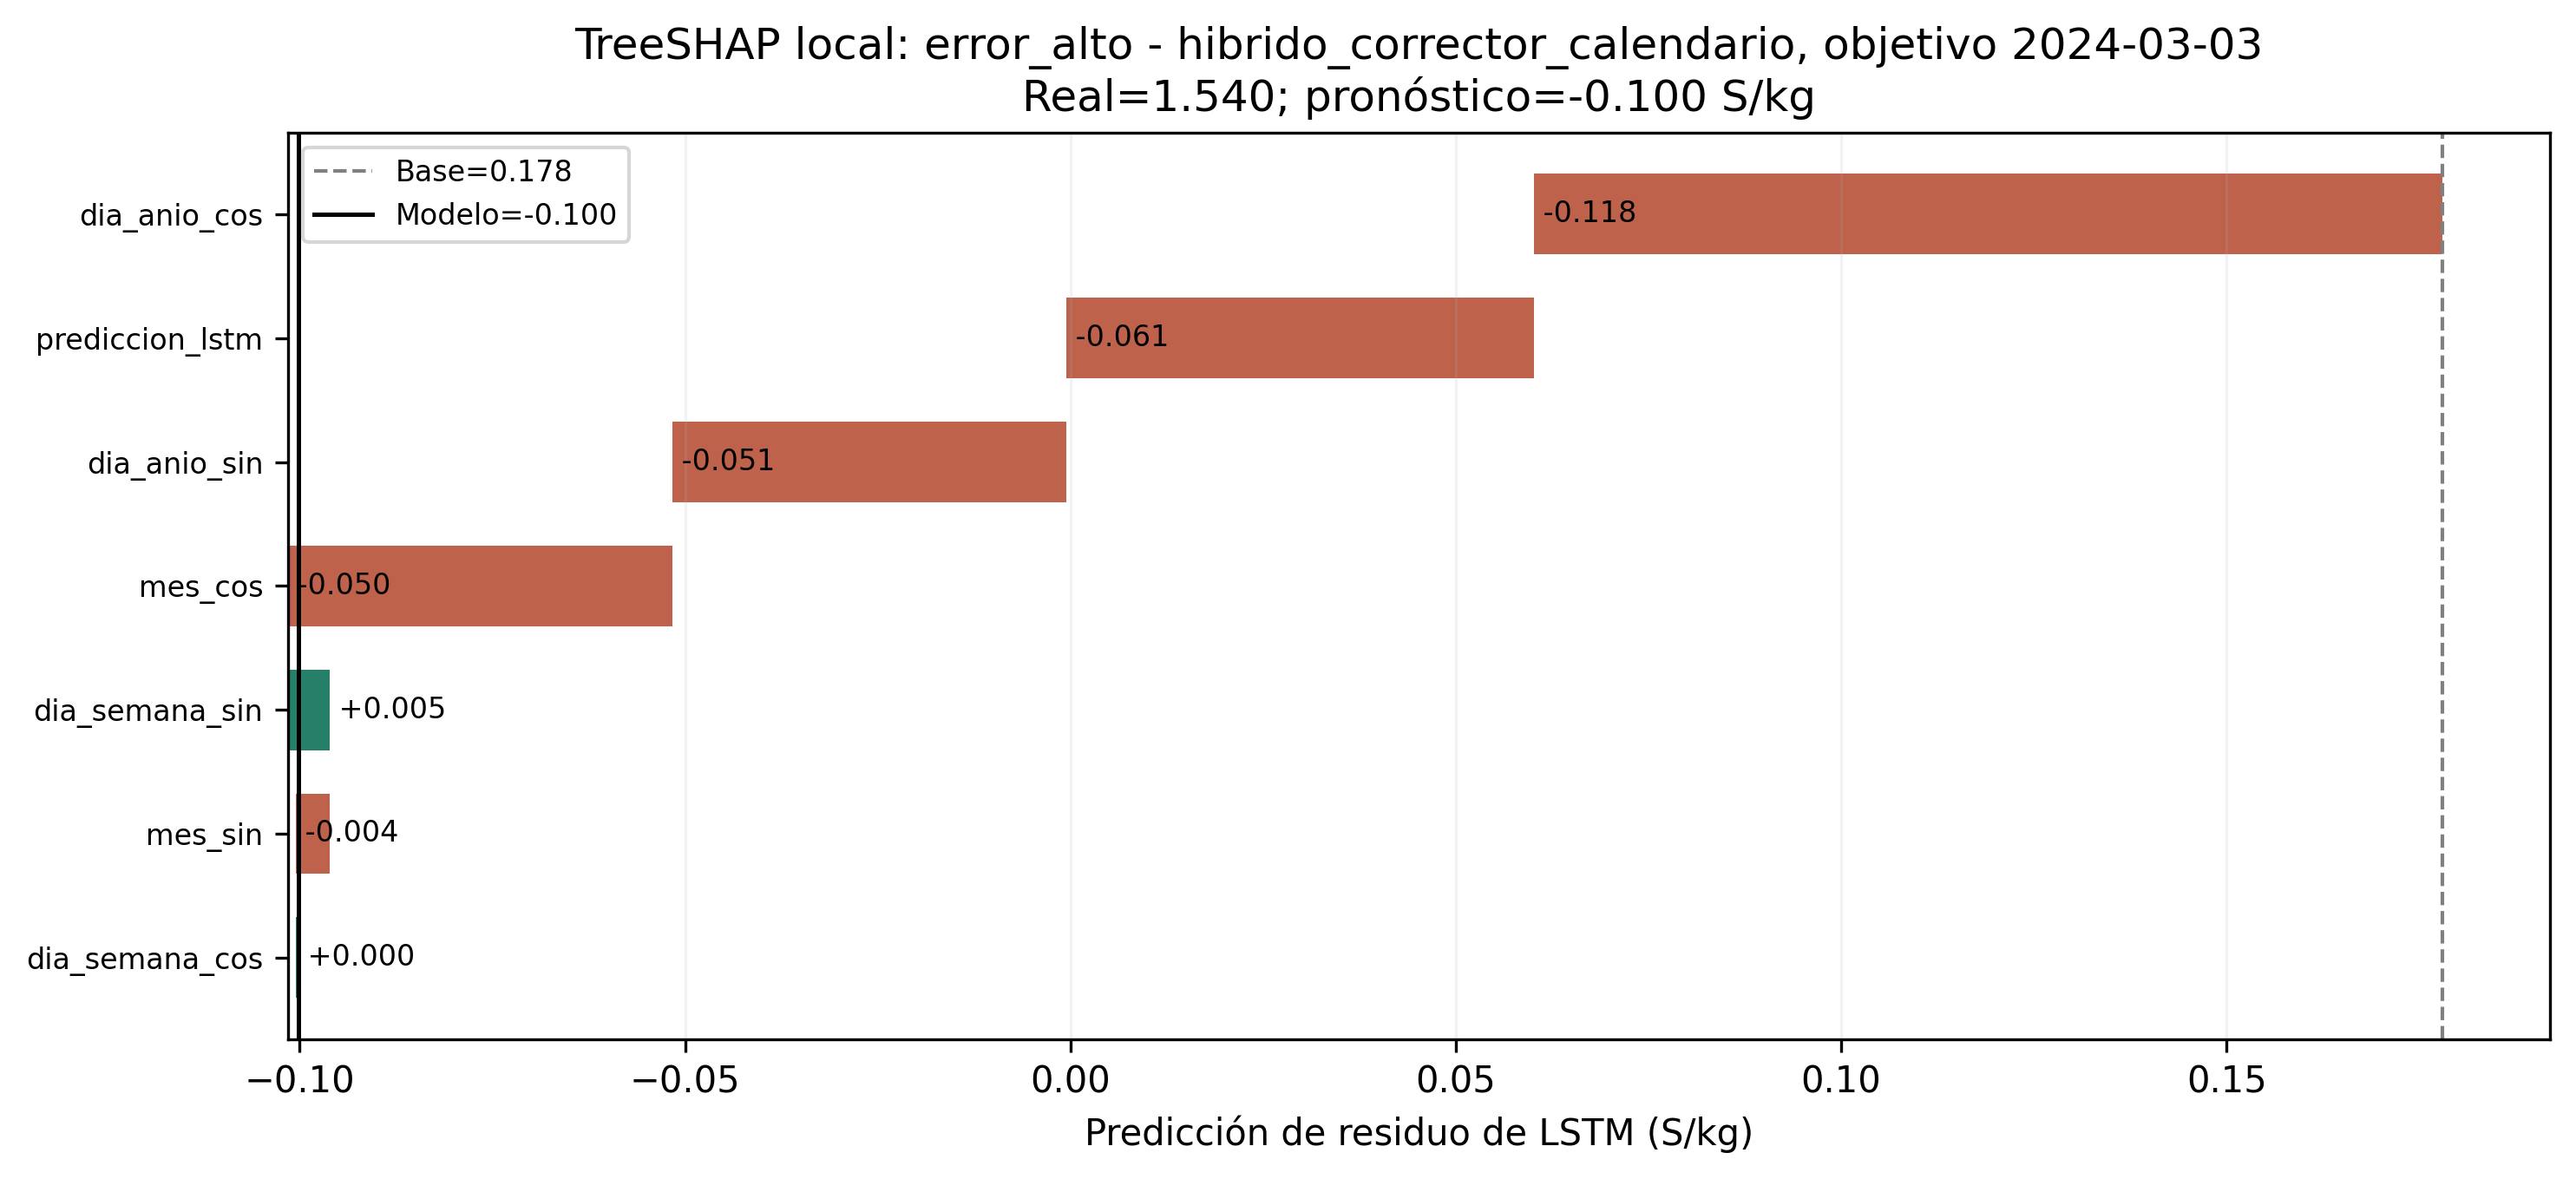 TreeSHAP local: error_alto - hibrido_corrector_calendario, objetivo 2024-03-03
Real=1.540; pronóstico=-0.100 S/kg
Base=0.178
Modelo=-0.100
dia_anio_cos
-0.118
prediccion_lstm
-0.061
dia_anio_sin
-0.051
mes_cos
-0.050
dia_semana_sin
+0.005
mes_sin
-0.004
dia_semana_cos
+0.000
−0.10 −0.05 0.00 0.05 0.10 0.15
Predicción de residuo de LSTM (S/kg)